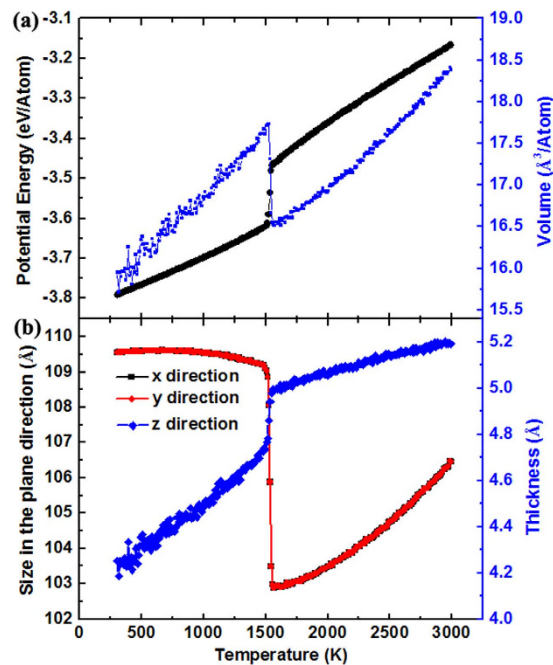 (a)
Potential Energy (eV/Atom)
-3.1
-3.2
-3.3
-3.4
-3.5
-3.6
-3.7
-3.8
19.0
18.5
18.0
17.5
17.0
16.5
16.0
15.5
Volume (Å³/Atom)
(b)
Size in the plane direction (Å)
110
109
108
107
106
105
104
103
102
x direction
y direction
z direction
5.2
5.0
4.8
4.6
4.4
4.2
4.0
Thickness (Å)
0 500 1000 1500 2000 2500 3000
Temperature (K)